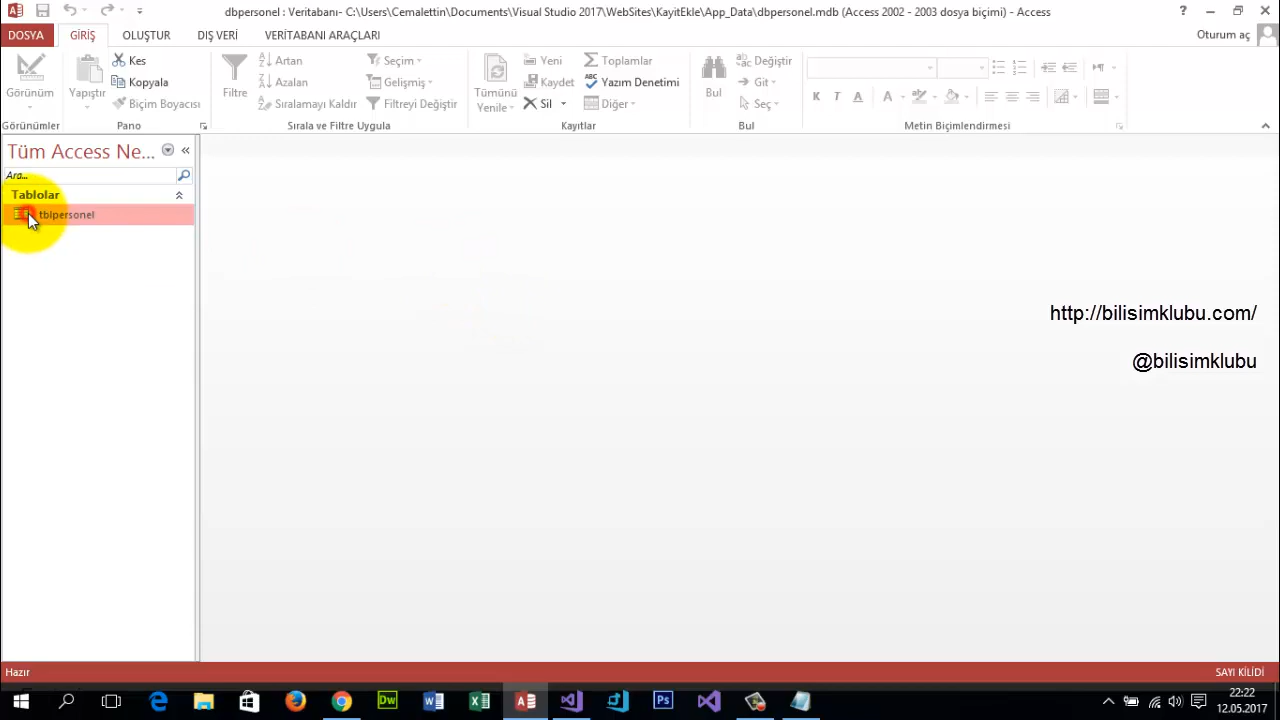 dbpersonel : Veritabanı- C:\Users\Cemalettin\Documents\Visual Studio 2017\WebSites\KayitEkle\App_Data\dbpersonel.mdb (Access 2002 - 2003 dosya biçimi) - Access
DOSYA GİRİŞ OLUŞTUR DIŞ VERİ VERİTABANI ARAÇLARI Oturum aç
Görünüm
Görünümler
Yapıştır
Kes
Kopyala
Biçim Boyacısı
Pano
Filtre
Artan
Azalan
Sıralamayı Kaldır
Seçim
Gelişmiş
Filtreyi Değiştir
Sırala ve Filtre Uygula
Tümünü
Yenile
Yeni
Kaydet
Sil
Toplamlar
Yazım Denetimi
Diğer
Kayıtlar
Bul
Değiştir
Git
Seç
Bul
K T A
Metin Biçimlendirmesi
Tüm Access Ne...
Ara...
Tablolar
tblpersonel
http://bilisimklubu.com/
@bilisimklubu
Hazır
SAYI KİLİDİ
22:22
12.05.2017